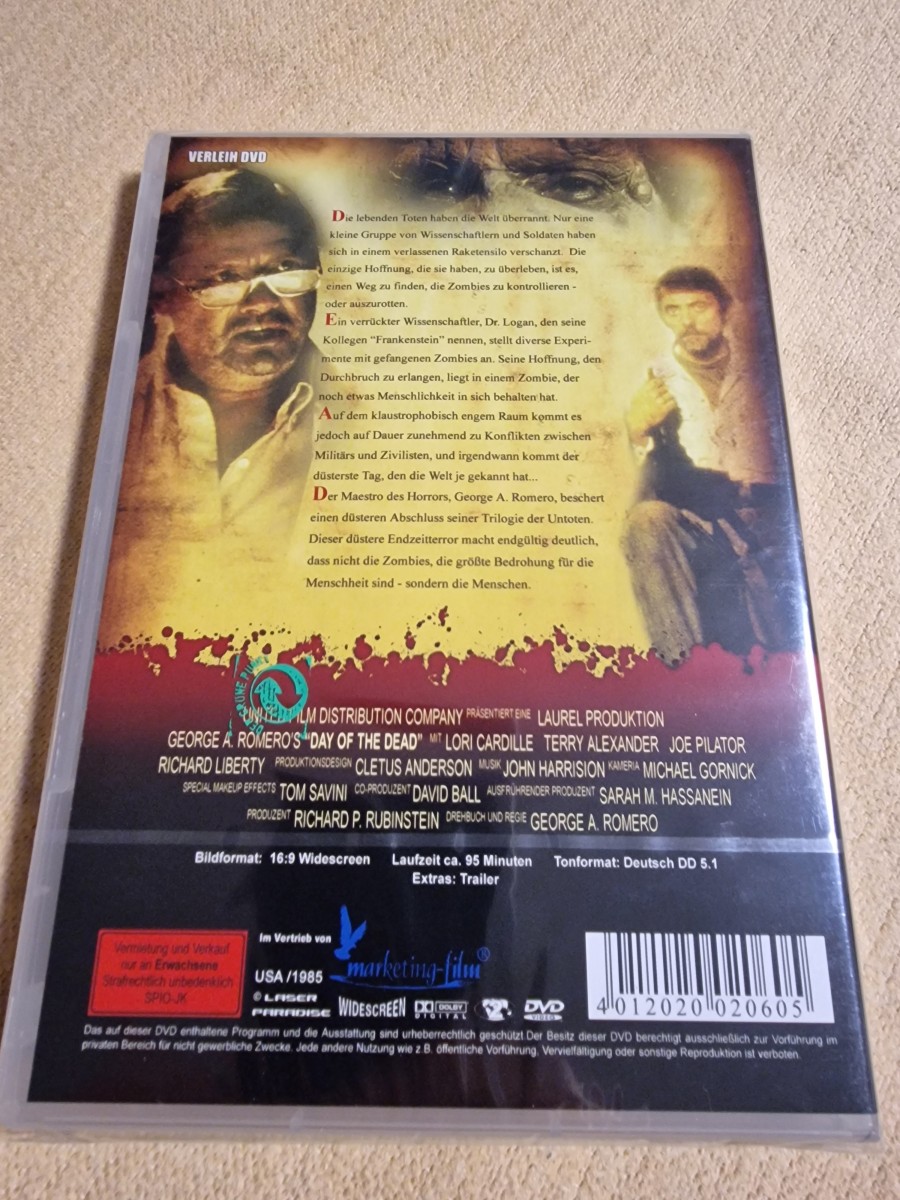 VERLEIH DVD
Die lebenden Toten haben die Welt überrannt. Nur eine
kleine Gruppe von Wissenschaftlern und Soldaten haben
sich in einem verlassenen Raketensilo verschanzt. Die
einzige Hoffnung, die sie haben, zu überleben, ist es,
einen Weg zu finden, die Zombies zu kontrollieren -
oder auszurotten.
Ein verrückter Wissenschaftler, Dr. Logan, den seine
Kollegen "Frankenstein" nennen, stellt diverse Experi-
mente mit gefangenen Zombies an. Seine Hoffnung, den
Durchbruch zu erlangen, liegt in einem Zombie, der
noch etwas Menschlichkeit in sich behalten hat.
Auf dem klaustrophobisch engem Raum kommt es
jedoch auf Dauer zunehmend zu Konflikten zwischen
Militärs und Zivilisten, und irgendwann kommt der
düsterste Tag, den die Welt je gekannt hat...
Der Maestro des Horrors, George A. Romero, beschert
einen düsteren Abschluss seiner Trilogie der Untoten.
Dieser düstere Endzeitterror macht endgültig deutlich,
dass nicht die Zombies, die größte Bedrohung für die
Menschheit sind - sondern die Menschen.
DER GRÜNE PUNKT
FILM DISTRIBUTION COMPANY PRÄSENTIERT EINE LAUREL PRODUKTION
GEORGE A. ROMERO'S "DAY OF THE DEAD" MIT LORI CARDILLE TERRY ALEXANDER JOE PILATOR
RICHARD LIBERTY PRODUKTIONSDESIGN CLETUS ANDERSON MUSIK JOHN HARRISION KAMERIA MICHAEL GORNICK
SPECIAL MAKEUP EFFECTS TOM SAVINI CO-PRODUZENT DAVID BALL AUSFRÜHRENDER PRODUZENT SARAH M. HASSANEIN
PRODUZENT RICHARD P. RUBINSTEIN DREHBUCH UND REGIE GEORGE A. ROMERO
Bildformat: 16:9 Widescreen Laufzeit ca. 95 Minuten Tonformat: Deutsch DD 5.1
Extras: Trailer
Vermietung und Verkauf
nur an Erwachsene
Strafrechtlich unbedenklich
SPIO-JK
Im Vertrieb von
marketing-film®
USA /1985
© LASER
PARADISE
WIDESCREEN
DOLBY
DIGITAL
DVD
VIDEO
4 012020 020605
Das auf dieser DVD enthaltene Programm und die Ausstattung sind urheberrechtlich geschützt.Der Besitz dieser DVD berechtigt ausschließlich zur Vorführung im
privaten Bereich für nicht gewerbliche Zwecke. Jede andere Nutzung wie z.B. öffentliche Vorführung, Vervielfältigung oder sonstige Reproduktion ist verboten.